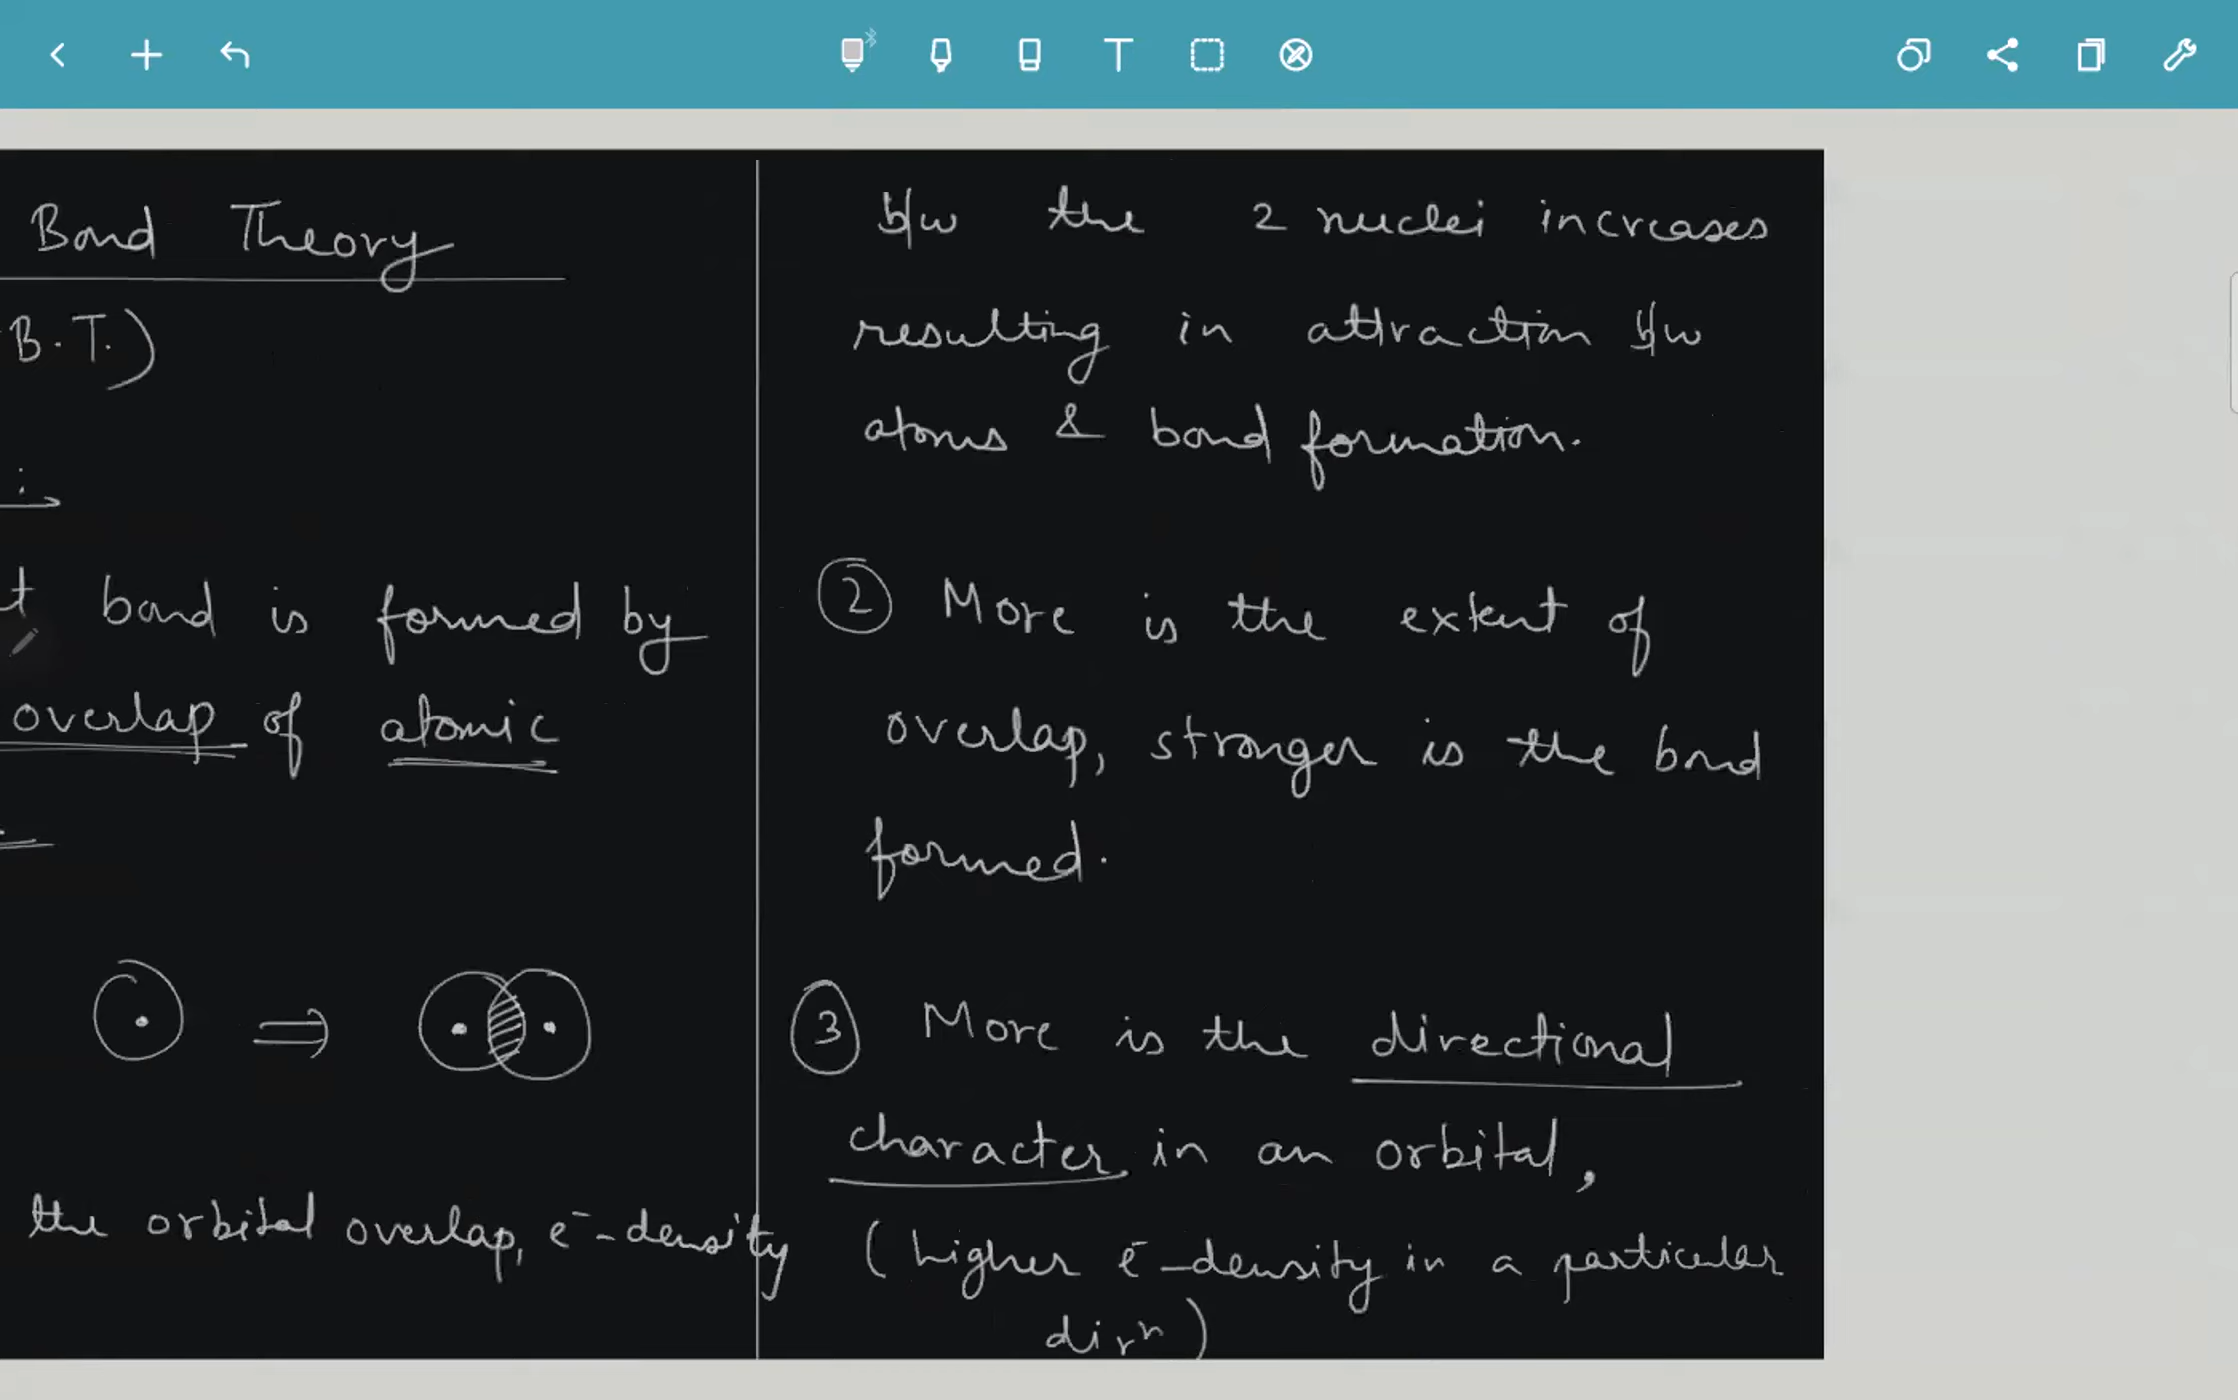 Bond Theory
B.T.)
t bond is formed by
overlap of atomic
the orbital overlap, e⁻-density
b/w the 2 nuclei increases
resulting in attraction b/w
atoms & bond formation.
② More is the extent of
overlap, stronger is the bond
formed.
③ More is the directional
character in an orbital,
(higher e⁻-density in a particular
dirⁿ)